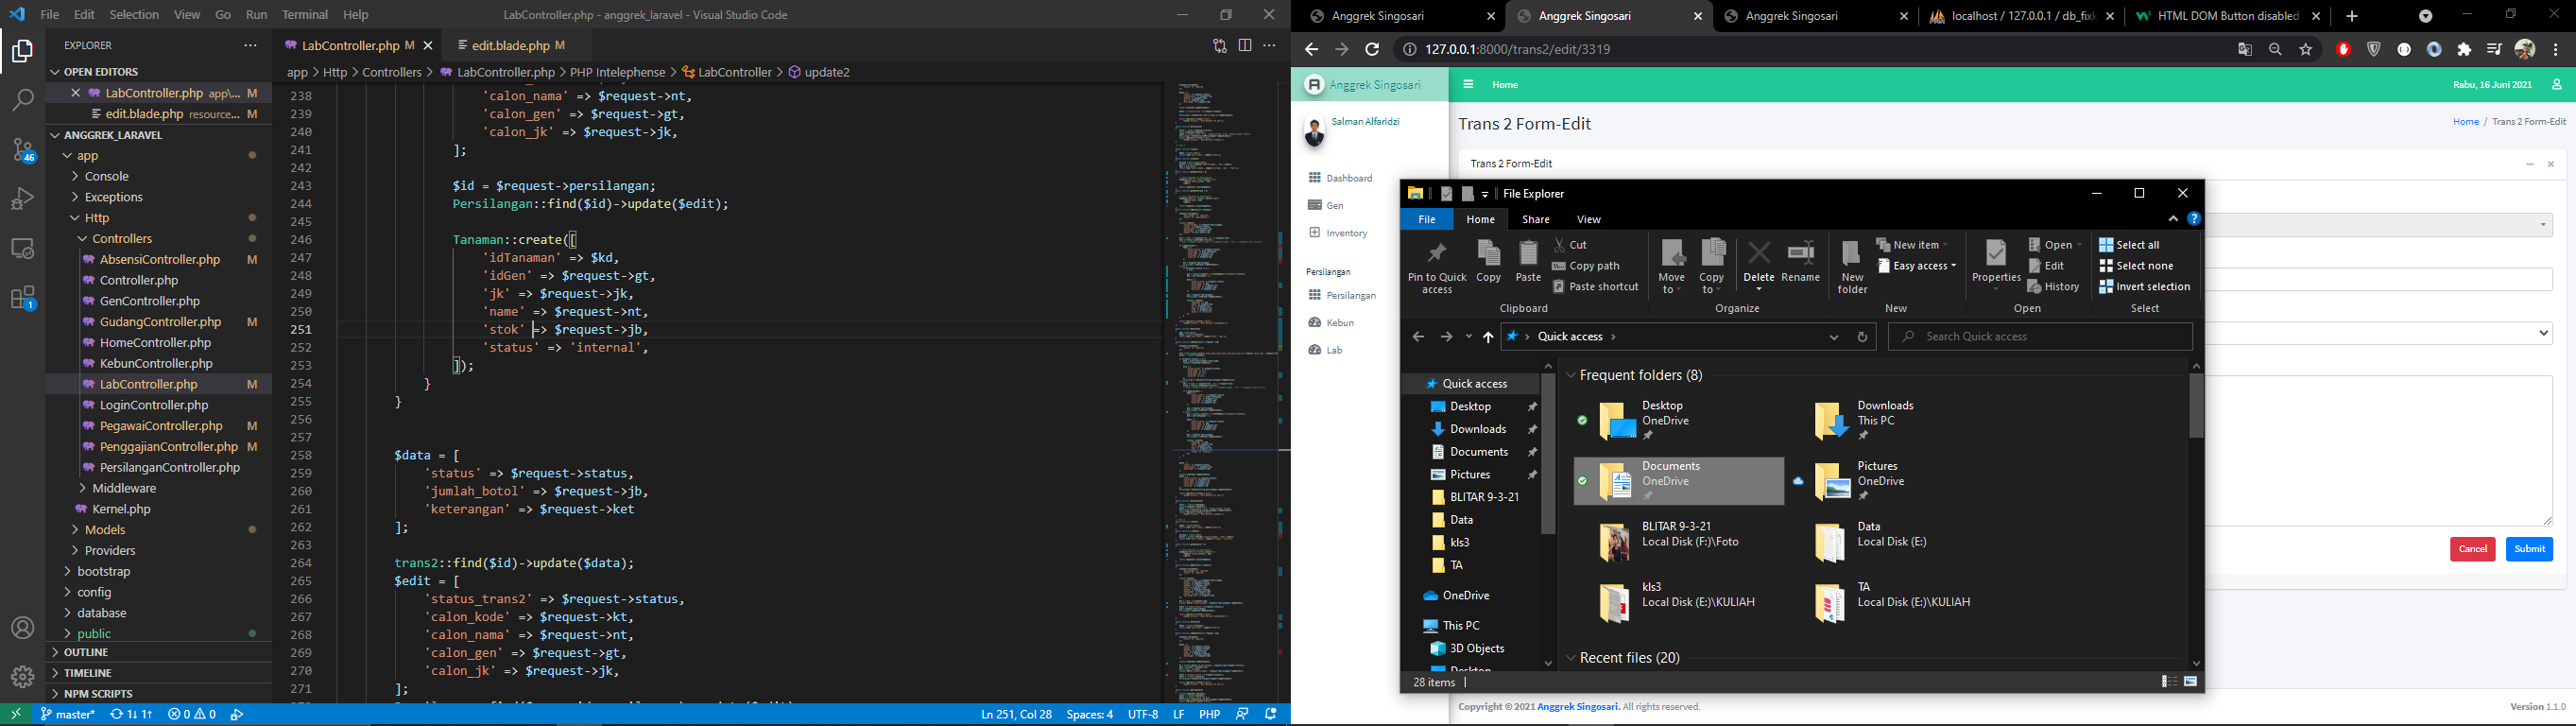 File Edit Selection View Go Run Terminal Help
LabController.php - anggrek_laravel - Visual Studio Code
EXPLORER
OPEN EDITORS
LabController.php app\... M
edit.blade.php resource... M
ANGGREK_LARAVEL
app
Console
Exceptions
Http
Controllers
AbsensiController.php M
Controller.php
GenController.php
GudangController.php M
HomeController.php
KebunController.php
LabController.php M
LoginController.php
PegawaiController.php M
PenggajianController.php M
PersilanganController.php
Middleware
Kernel.php
Models
Providers
bootstrap
config
database
public
OUTLINE
TIMELINE
NPM SCRIPTS
46
1
LabController.php M
edit.blade.php M
app > Http > Controllers > LabController.php > PHP Intelephense > LabController > update2
238 'calon_nama' => $request->nt,
239 'calon_gen' => $request->gt,
240 'calon_jk' => $request->jk,
241 ];
242
243 $id = $request->persilangan;
244 Persilangan::find($id)->update($edit);
245
246 Tanaman::create([
247 'idTanaman' => $kd,
248 'idGen' => $request->gt,
249 'jk' => $request->jk,
250 'name' => $request->nt,
251 'stok' => $request->jb,
252 'status' => 'internal',
253 ]);
254 }
255 }
256
257
258 $data = [
259 'status' => $request->status,
260 'jumlah_botol' => $request->jb,
261 'keterangan' => $request->ket
262 ];
263
264 trans2::find($id)->update($data);
265 $edit = [
266 'status_trans2' => $request->status,
267 'calon_kode' => $request->kt,
268 'calon_nama' => $request->nt,
269 'calon_gen' => $request->gt,
270 'calon_jk' => $request->jk,
271 ];
master* 1↓ 1↑ 0 0
Ln 251, Col 28 Spaces: 4 UTF-8 LF PHP
Anggrek Singosari
Anggrek Singosari
Anggrek Singosari
localhost / 127.0.0.1 / db_fixk
HTML DOM Button disabled
127.0.0.1:8000/trans2/edit/3319
Anggrek Singosari
Home
Rabu, 16 Juni 2021
Salman Alfaridzi
Dashboard
Gen
Inventory
Persilangan
Persilangan
Kebun
Lab
Trans 2 Form-Edit
Home / Trans 2 Form-Edit
Trans 2 Form-Edit
File Explorer
File Home Share View
Pin to Quick access
Copy
Paste
Cut
Copy path
Paste shortcut
Clipboard
Move to
Copy to
Delete
Rename
Organize
New folder
New item
Easy access
New
Properties
Open
Edit
History
Open
Select all
Select none
Invert selection
Select
Quick access
Search Quick access
Quick access
Desktop
Downloads
Documents
Pictures
BLITAR 9-3-21
Data
kls3
TA
OneDrive
This PC
3D Objects
Desktop
Frequent folders (8)
Desktop
OneDrive
Downloads
This PC
Documents
OneDrive
Pictures
OneDrive
BLITAR 9-3-21
Local Disk (F:)\Foto
Data
Local Disk (E:)
kls3
Local Disk (E:)\KULIAH
TA
Local Disk (E:)\KULIAH
Recent files (20)
28 items
Cancel
Submit
Copyright © 2021 Anggrek Singosari. All rights reserved.
Version 1.1.0